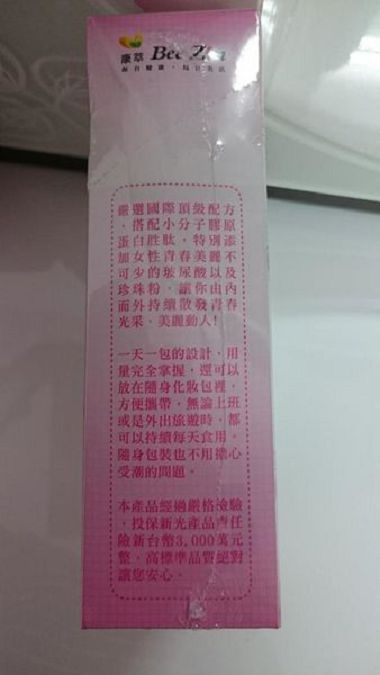 康萃 Bee Zin
每日健康·每日美麗
嚴選國際頂級配方
、搭配小分子膠原
蛋白胜肽。特別添
加女性青春美麗不
可少的玻尿酸以及
珍珠粉，讓你由內
而外持續散發青春
光采、美麗動人!
一天一包的設計，用
量完全掌握，還可以
放在隨身化妝包裡，
方便攜帶，無論上班
或是外出旅遊時，都
可以持續每天食用，
隨身包裝也不用擔心
受潮的問題。
本產品經過嚴格檢驗
，投保新光產品責任
險新台幣3,000萬元
整，高標準品質絕對
讓您安心。